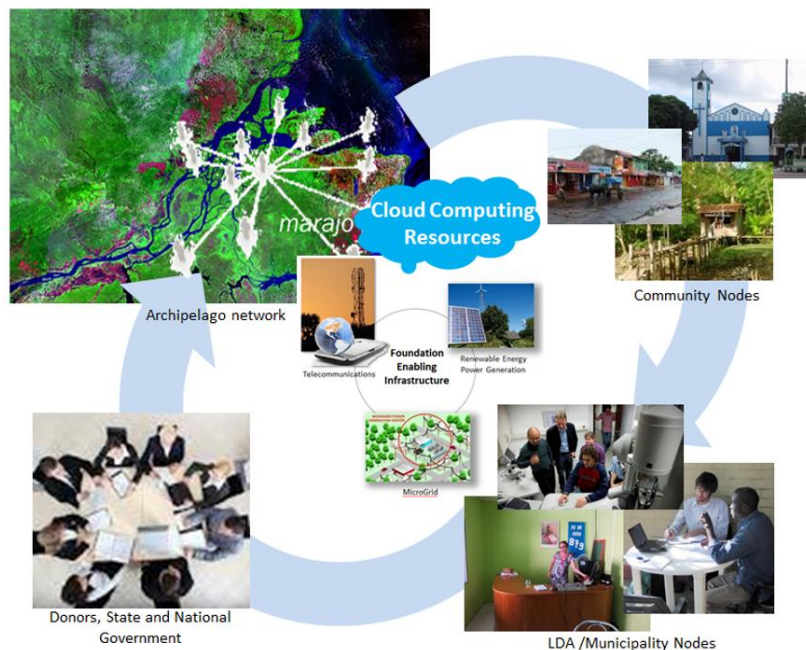 marajo
Cloud Computing
Resources
Archipelago network
Community Nodes
Telecommunications
Foundation
Enabling
Infrastructure
Renewable Energy
Power Generation
MicroGrid
Donors, State and National
Government
LDA /Municipality Nodes